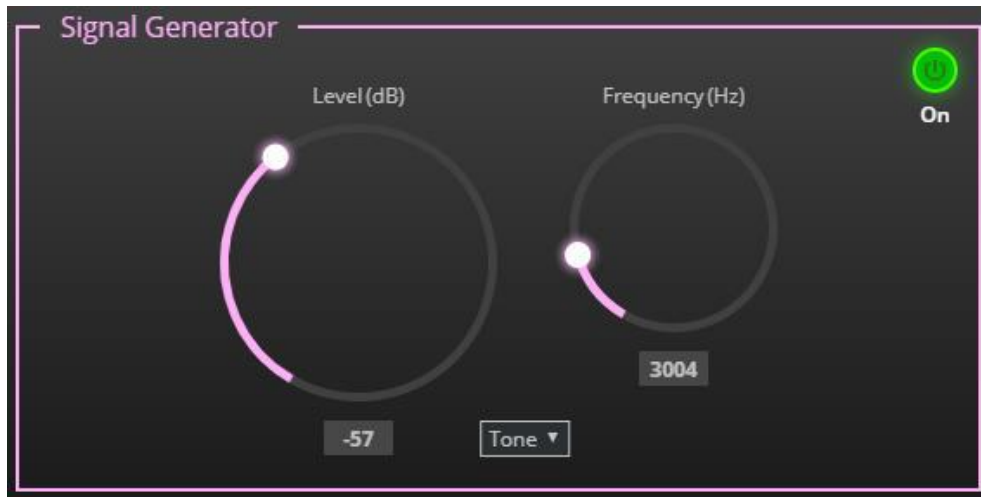 Signal Generator
Level (dB)
Frequency (Hz)
On
3004
-57
Tone